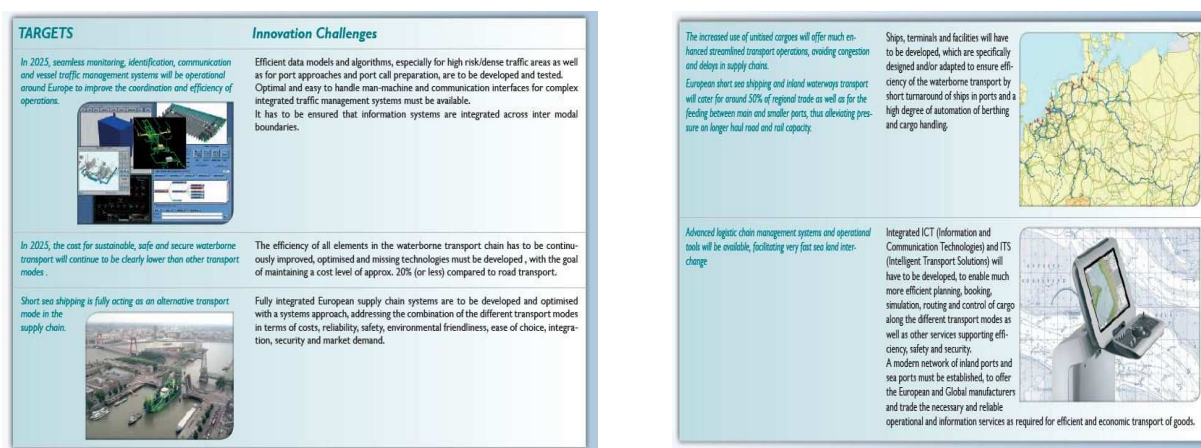 TARGETS
Innovation Challenges
In 2025, seamless monitoring, identification, communication
and vessel traffic management systems will be operational
around Europe to improve the coordination and efficiency of
operations.
Efficient data models and algorithms, especially for high risk/dense traffic areas as well
as for port approaches and port call preparation, are to be developed and tested.
Optimal and easy to handle man-machine and communication interfaces for complex
integrated traffic management systems must be available.
It has to be ensured that information systems are integrated across inter modal
boundaries.
In 2025, the cost for sustainable, safe and secure waterborne
transport will continue to be clearly lower than other transport
modes .
The efficiency of all elements in the waterborne transport chain has to be continu-
ously improved, optimised and missing technologies must be developed , with the goal
of maintaining a cost level of approx. 20% (or less) compared to road transport.
Short sea shipping is fully acting as an alternative transport
mode in the
supply chain.
Fully integrated European supply chain systems are to be developed and optimised
with a systems approach, addressing the combination of the different transport modes
in terms of costs, reliability, safety, environmental friendliness, ease of choice, integra-
tion, security and market demand.
The increased use of unitised cargoes will offer much en-
hanced streamlined transport operations, avoiding congestion
and delays in supply chains.
European short sea shipping and inland waterways transport
will cater for around 50% of regional trade as well as for the
feeding between main and smaller ports, thus alleviating pres-
sure on longer haul road and rail capacity.
Ships, terminals and facilities will have
to be developed, which are specifically
designed and/or adapted to ensure effi-
ciency of the waterborne transport by
short turnaround of ships in ports and a
high degree of automation of berthing
and cargo handling.
Advanced logistic chain management systems and operational
tools will be available, facilitating very fast sea land inter-
change
Integrated ICT (Information and
Communication Technologies) and ITS
(Intelligent Transport Solutions) will
have to be developed, to enable much
more efficient planning, booking,
simulation, routing and control of cargo
along the different transport modes as
well as other services supporting effi-
ciency, safety and security.
A modern network of inland ports and
sea ports must be established, to offer
the European and Global manufacturers
and trade the necessary and reliable
operational and information services as required for efficient and economic transport of goods.